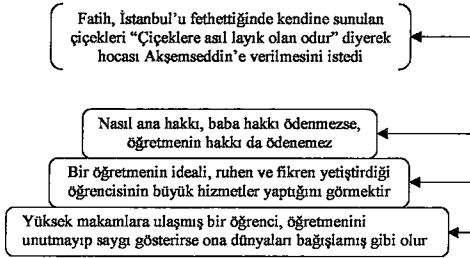 Fatih, İstanbul'u fethettiğinde kendine sunulan
çiçekleri “Çiçeklere asıl layık olan odur” diyerek
hocası Akşemseddin'e verilmesini istedi
Nasıl ana hakkı, baba hakkı ödenmezse,
öğretmenin hakkı da ödenemez
Bir öğretmenin ideali, ruhen ve fikren yetiştirdiği
öğrencisinin büyük hizmetler yaptığını görmektir
Yüksek makamlara ulaşmış bir öğrenci, öğretmenini
unutmayıp saygı gösterirse ona dünyaları bağışlamış gibi olur